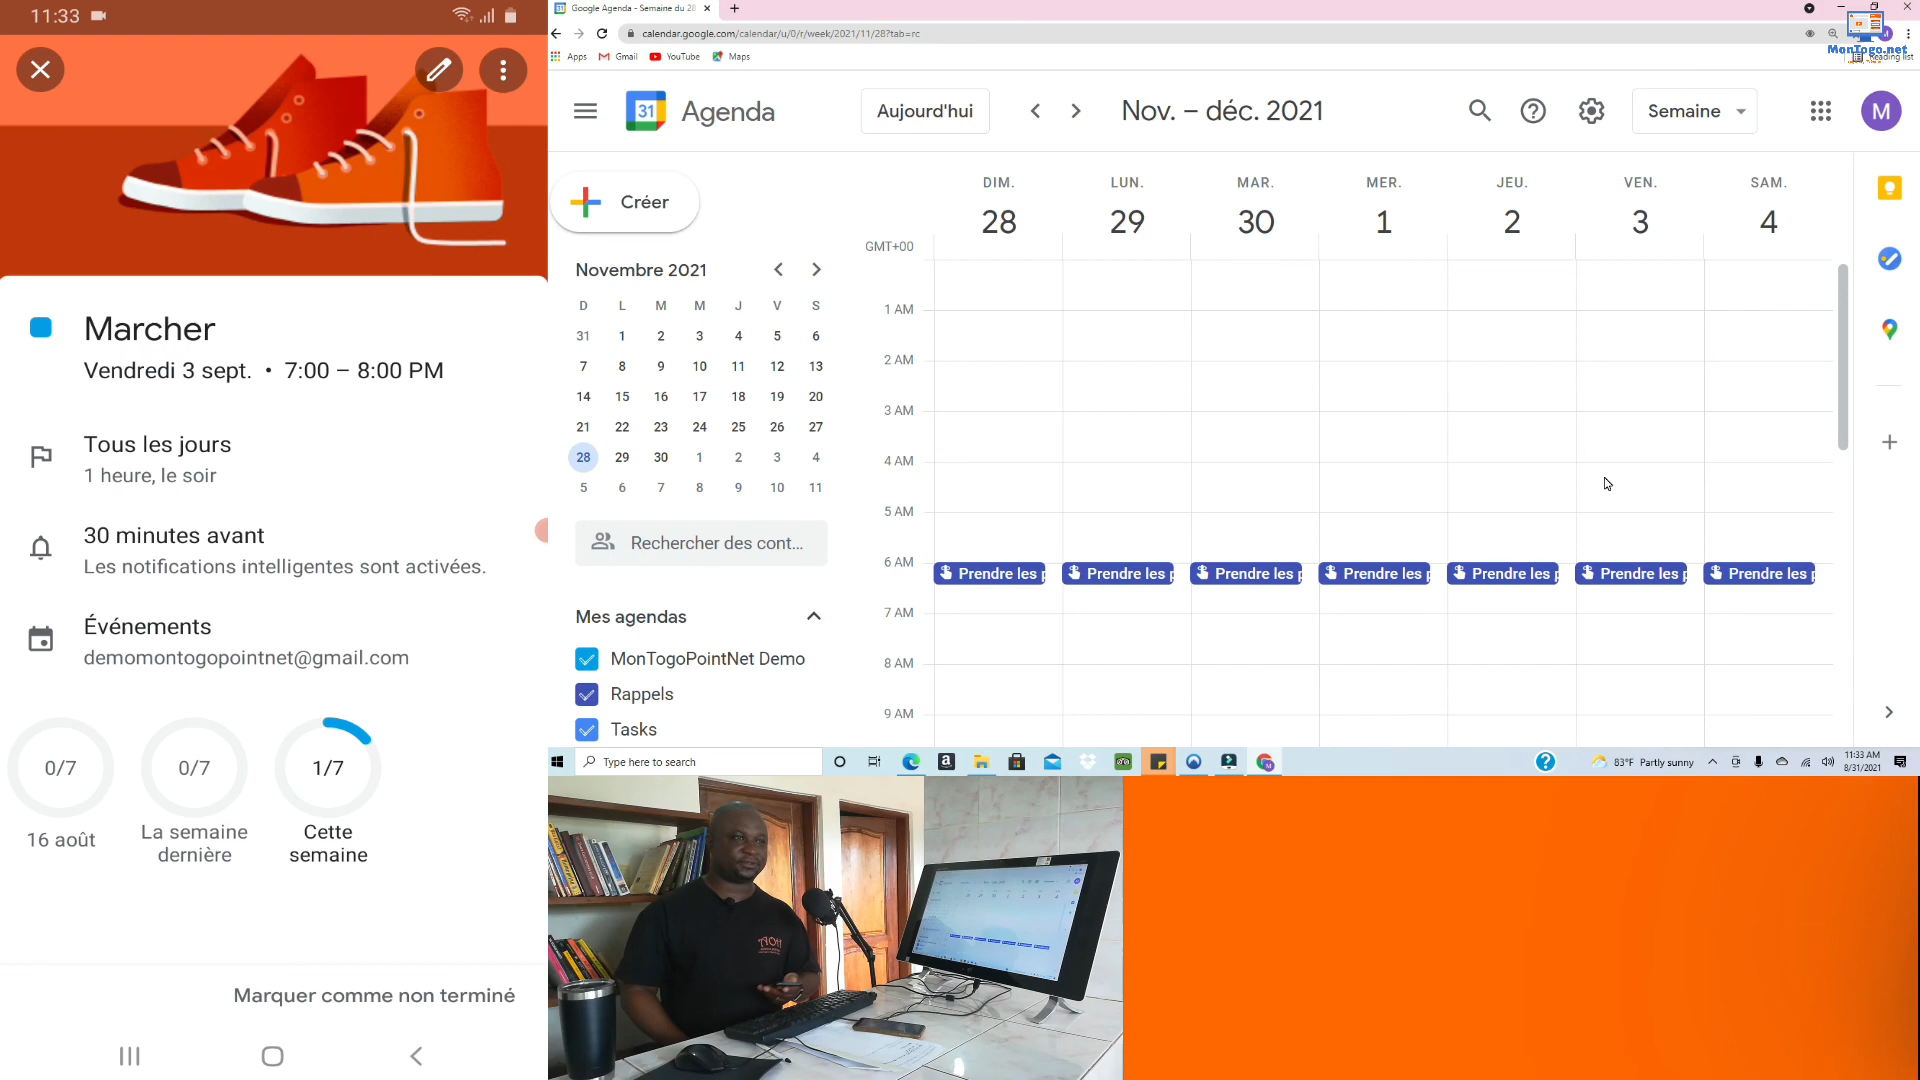 11:33
Marcher
Vendredi 3 sept. • 7:00 – 8:00 PM
Tous les jours
1 heure, le soir
30 minutes avant
Les notifications intelligentes sont activées.
Événements
demomontogopointnet@gmail.com
0/7
0/7
1/7
16 août
La semaine
dernière
Cette
semaine
Marquer comme non terminé
Google Agenda - Semaine du 28
calendar.google.com/calendar/u/0/r/week/2021/11/28?tab=rc
Apps
Gmail
YouTube
Maps
MonTogo.net
Reading list
31
Agenda
Aujourd'hui
Nov. – déc. 2021
Semaine
M
Créer
DIM.
LUN.
MAR.
MER.
JEU.
VEN.
SAM.
28
29
30
1
2
3
4
GMT+00
Novembre 2021
D L M M J V S
31 1 2 3 4 5 6
7 8 9 10 11 12 13
14 15 16 17 18 19 20
21 22 23 24 25 26 27
28 29 30 1 2 3 4
5 6 7 8 9 10 11
1 AM
2 AM
3 AM
4 AM
5 AM
6 AM
7 AM
8 AM
9 AM
Prendre les p
Prendre les p
Prendre les p
Prendre les p
Prendre les p
Prendre les p
Prendre les p
Rechercher des cont...
Mes agendas
MonTogoPointNet Demo
Rappels
Tasks
Type here to search
83°F Partly sunny
11:33 AM
8/31/2021